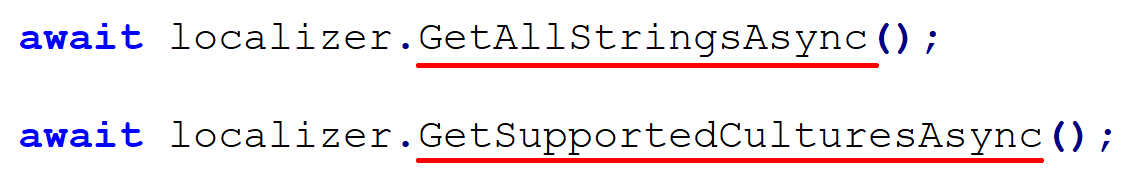 await localizer.GetAllStringsAsync();
await localizer.GetSupportedCulturesAsync();